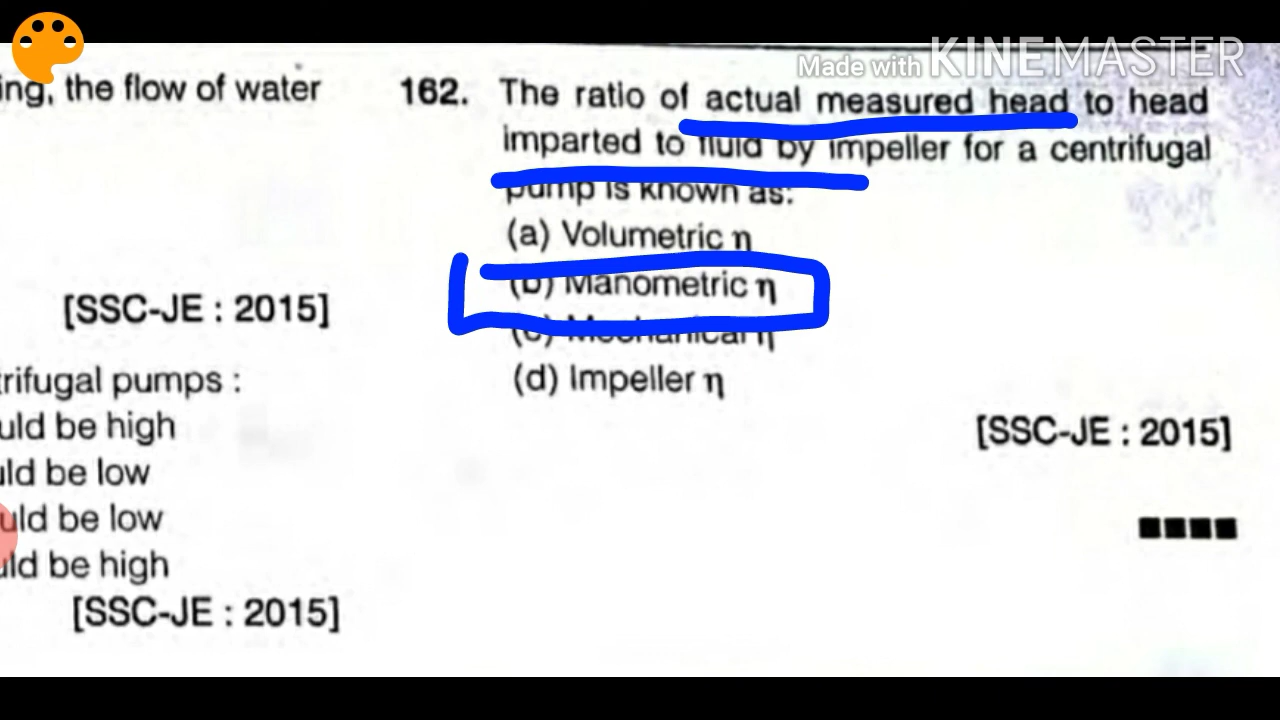 Made with KINEMASTER
ing, the flow of water
[SSC-JE : 2015]
rifugal pumps :
uld be high
uld be low
uld be low
uld be high
[SSC-JE : 2015]
162. The ratio of actual measured head to head
imparted to fluid by impeller for a centrifugal
pump is known as:
(a) Volumetric η
(b) Manometric η
(c) Mechanical η
(d) Impeller η
[SSC-JE : 2015]